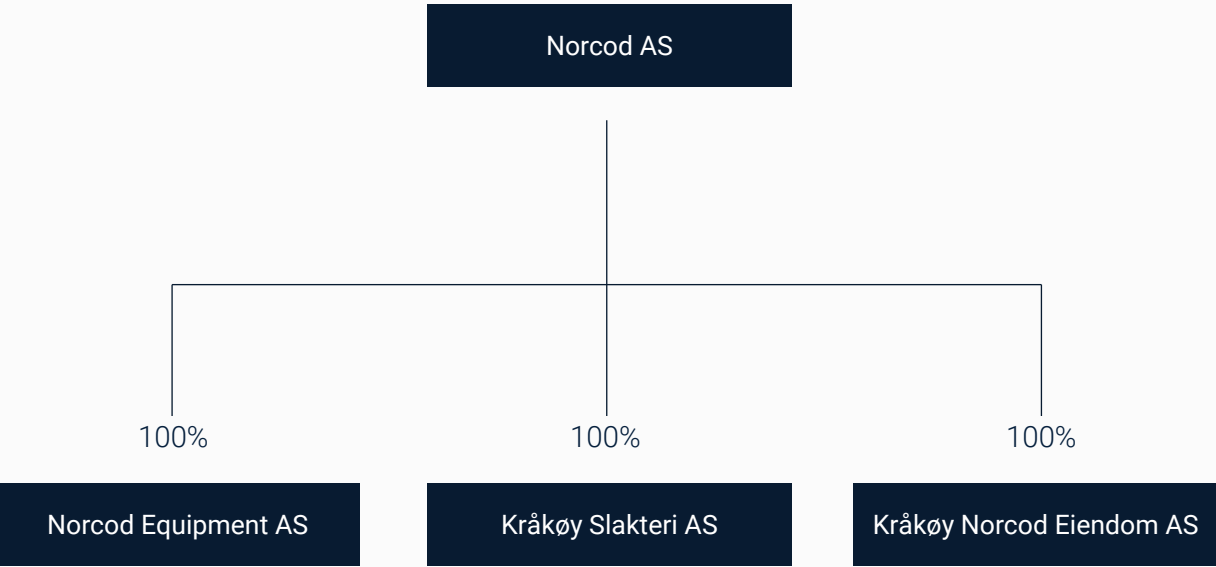 Norcod AS
100%
100%
100%
Norcod Equipment AS
Kråkøy Slakteri AS
Kråkøy Norcod Eiendom AS